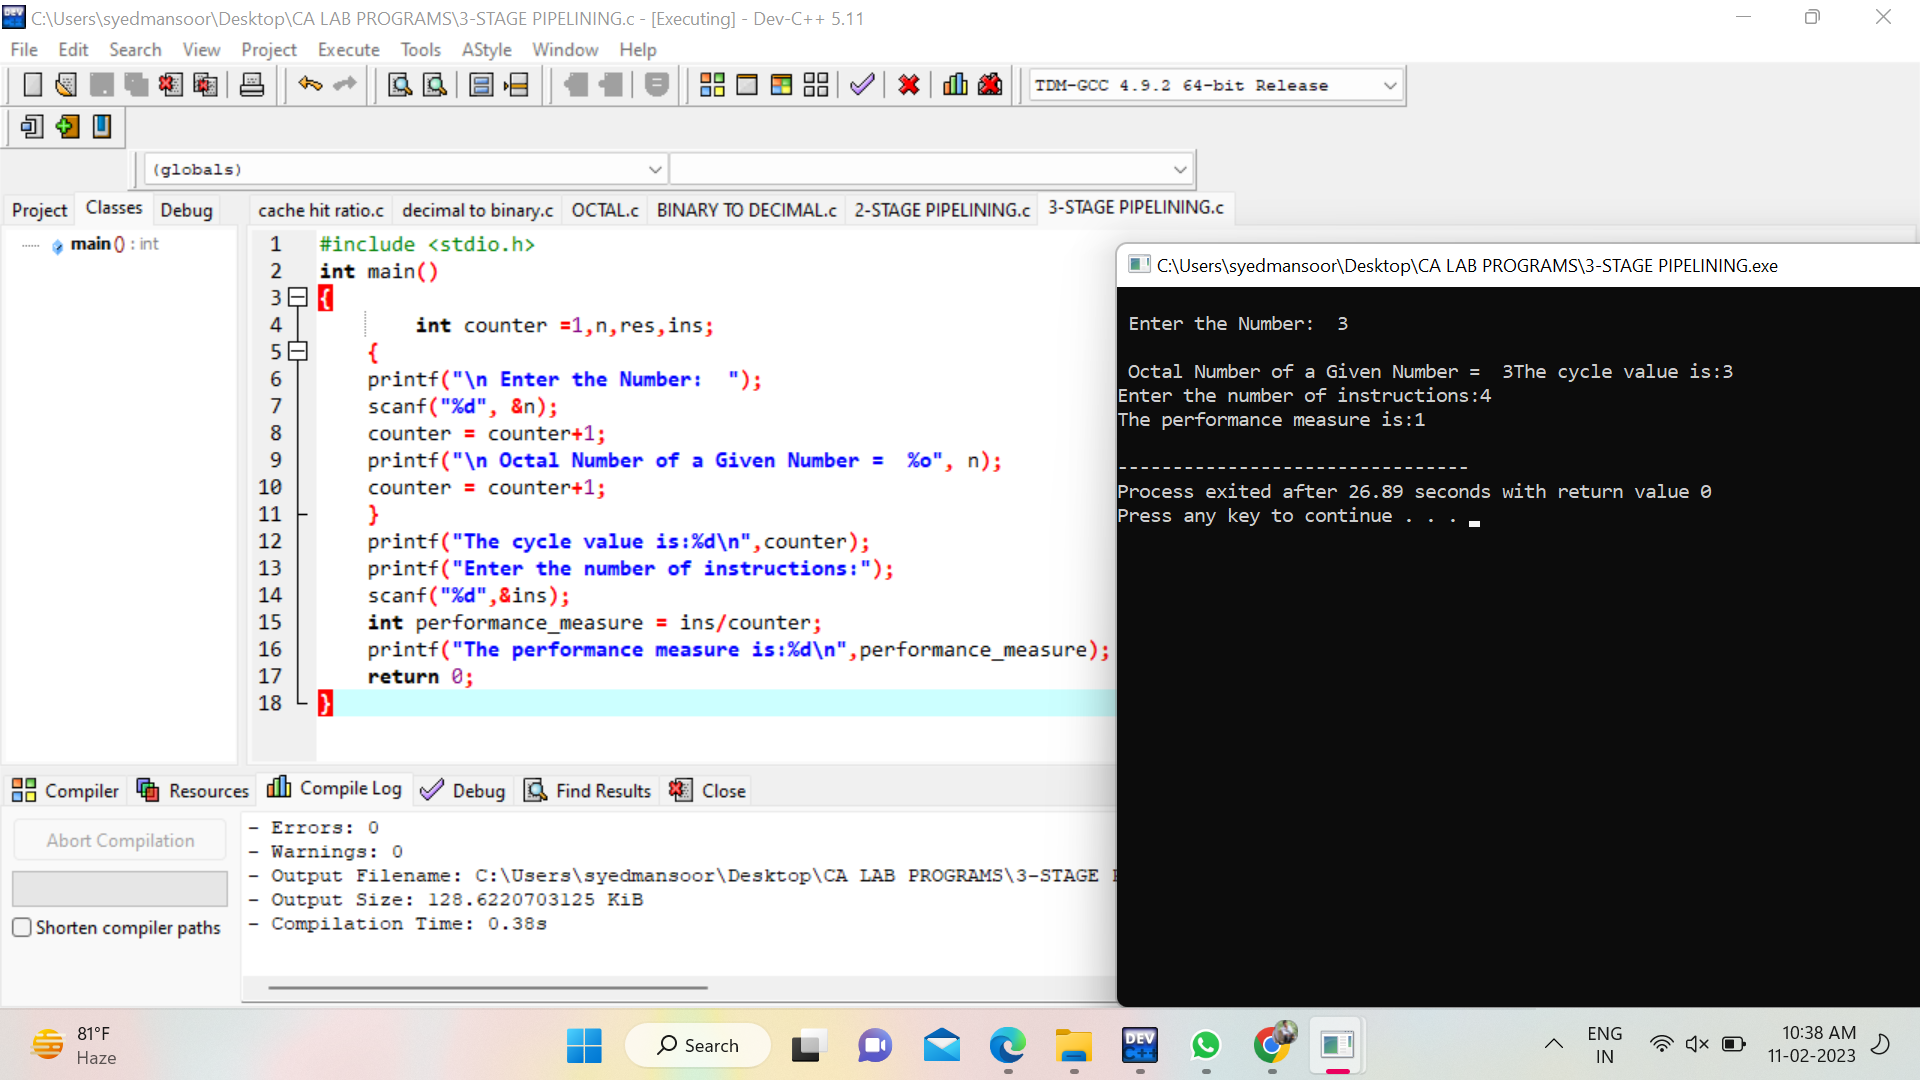 C:\Users\syedmansoor\Desktop\CA LAB PROGRAMS\3-STAGE PIPELINING.c - [Executing] - Dev-C++ 5.11
File Edit Search View Project Execute Tools AStyle Window Help
TDM-GCC 4.9.2 64-bit Release
(globals)
Project Classes Debug
cache hit ratio.c decimal to binary.c OCTAL.c BINARY TO DECIMAL.c 2-STAGE PIPELINING.c 3-STAGE PIPELINING.c
main () : int
1 #include <stdio.h>
2 int main()
3 {
4 int counter =1,n,res,ins;
5 {
6 printf("\n Enter the Number:  ");
7 scanf("%d", &n);
8 counter = counter+1;
9 printf("\n Octal Number of a Given Number =  %o", n);
10 counter = counter+1;
11 }
12 printf("The cycle value is:%d\n",counter);
13 printf("Enter the number of instructions:");
14 scanf("%d",&ins);
15 int performance_measure = ins/counter;
16 printf("The performance measure is:%d\n",performance_measure);
17 return 0;
18 }
C:\Users\syedmansoor\Desktop\CA LAB PROGRAMS\3-STAGE PIPELINING.exe
Enter the Number:  3
Octal Number of a Given Number =  3The cycle value is:3
Enter the number of instructions:4
The performance measure is:1
--------------------------------
Process exited after 26.89 seconds with return value 0
Press any key to continue . . .
Compiler Resources Compile Log Debug Find Results Close
Abort Compilation
Shorten compiler paths
- Errors: 0
- Warnings: 0
- Output Filename: C:\Users\syedmansoor\Desktop\CA LAB PROGRAMS\3-STAGE
- Output Size: 128.6220703125 KiB
- Compilation Time: 0.38s
81°F
Haze
Search
DEV
C++
ENG
IN
10:38 AM
11-02-2023